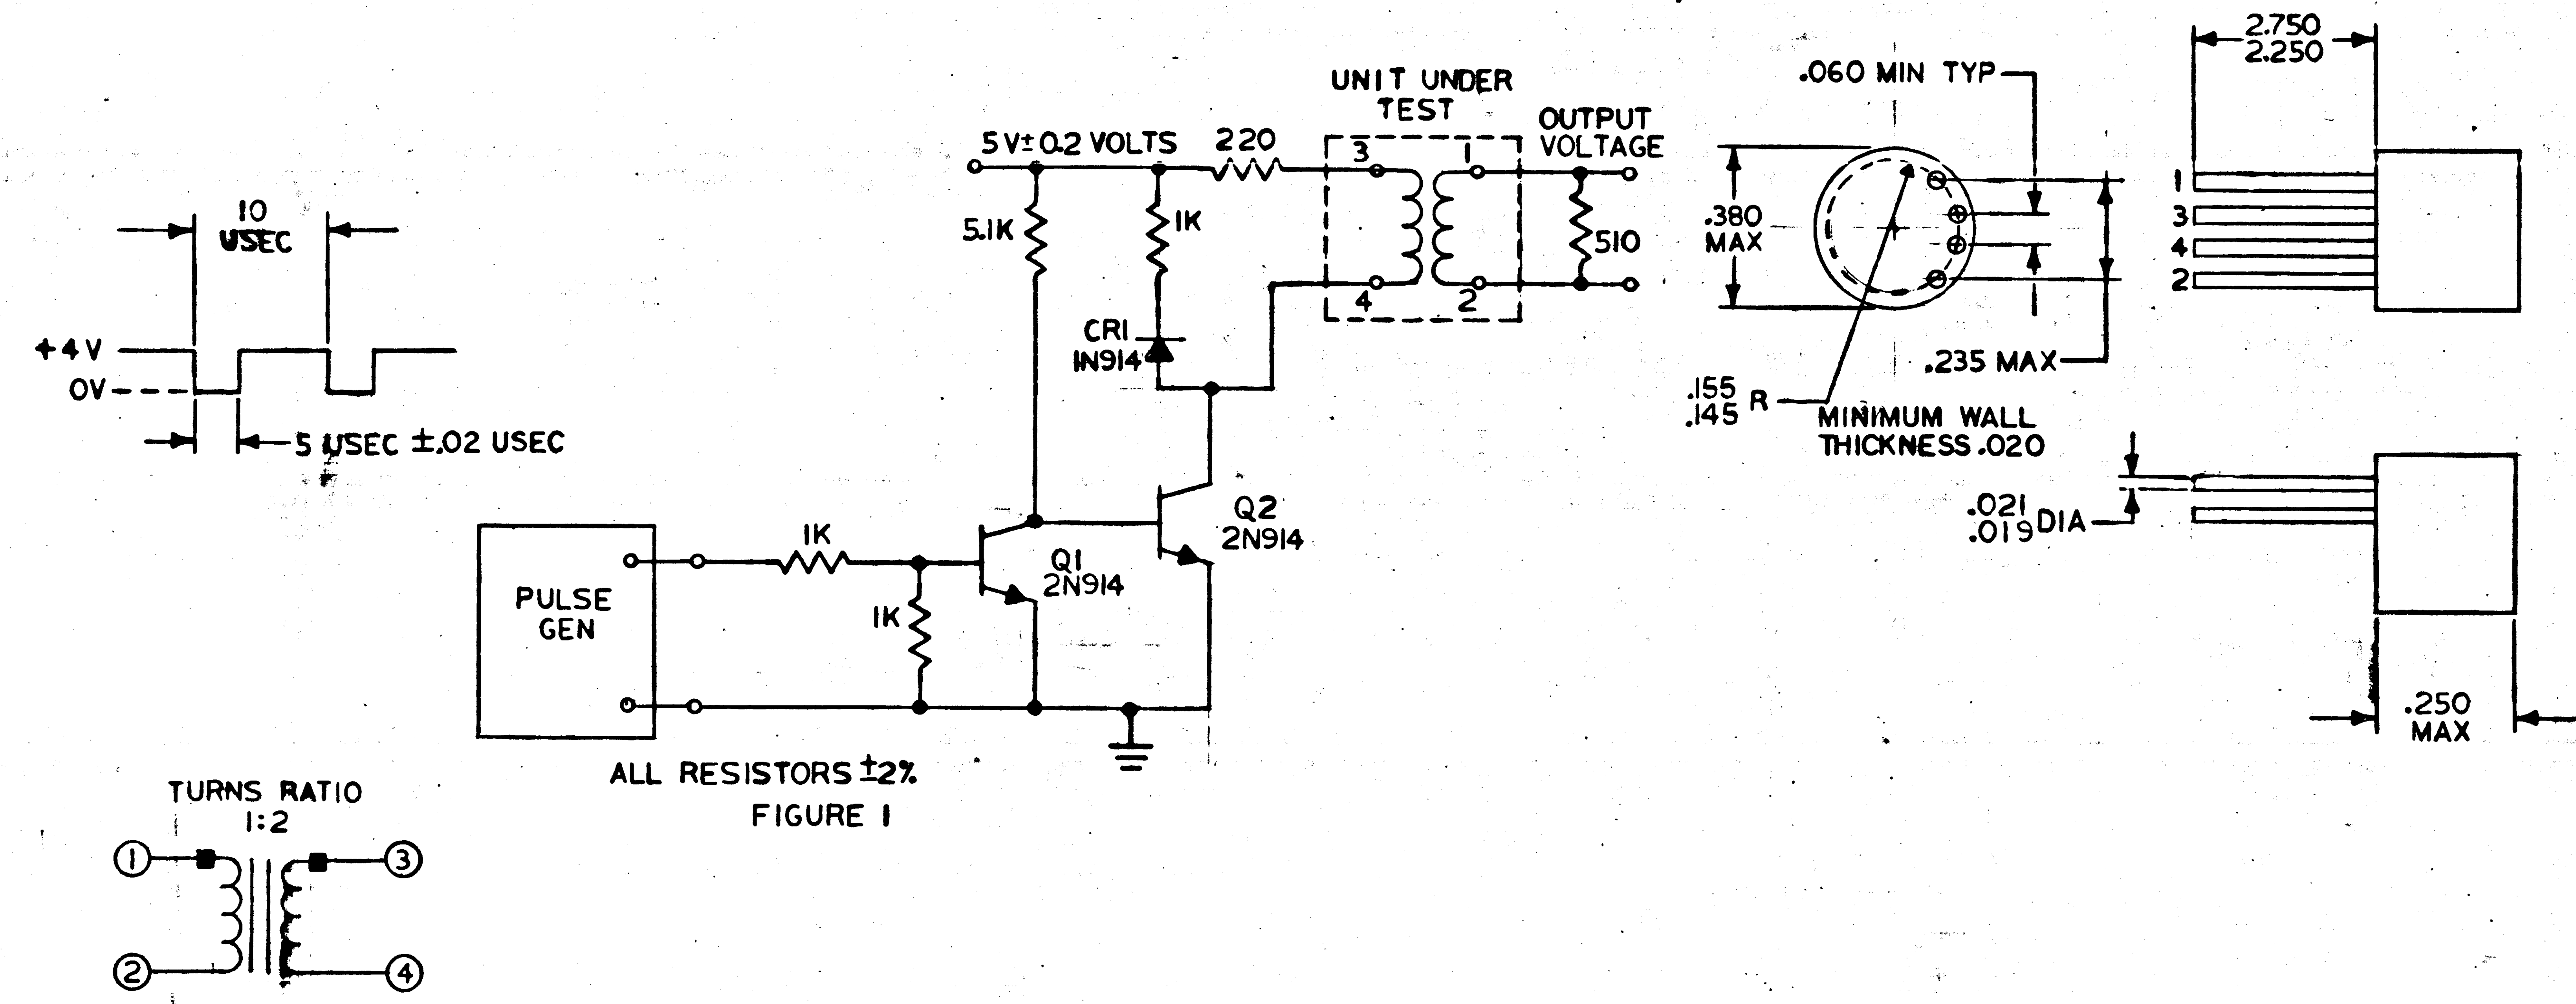 10
USEC
+4V
0V
5 USEC ±.02 USEC
5V±0.2 VOLTS
220
5.1K
1K
CR1
1N914
UNIT UNDER
TEST
3
1
4
2
OUTPUT
VOLTAGE
510
PULSE
GEN
1K
1K
Q1
2N914
Q2
2N914
ALL RESISTORS ±2%
FIGURE 1
TURNS RATIO
1:2
1
3
2
4
.060 MIN TYP
.380
MAX
.235 MAX
.155
.145 R
MINIMUM WALL
THICKNESS .020
2.750
2.250
1
3
4
2
.021
.019 DIA
.250
MAX